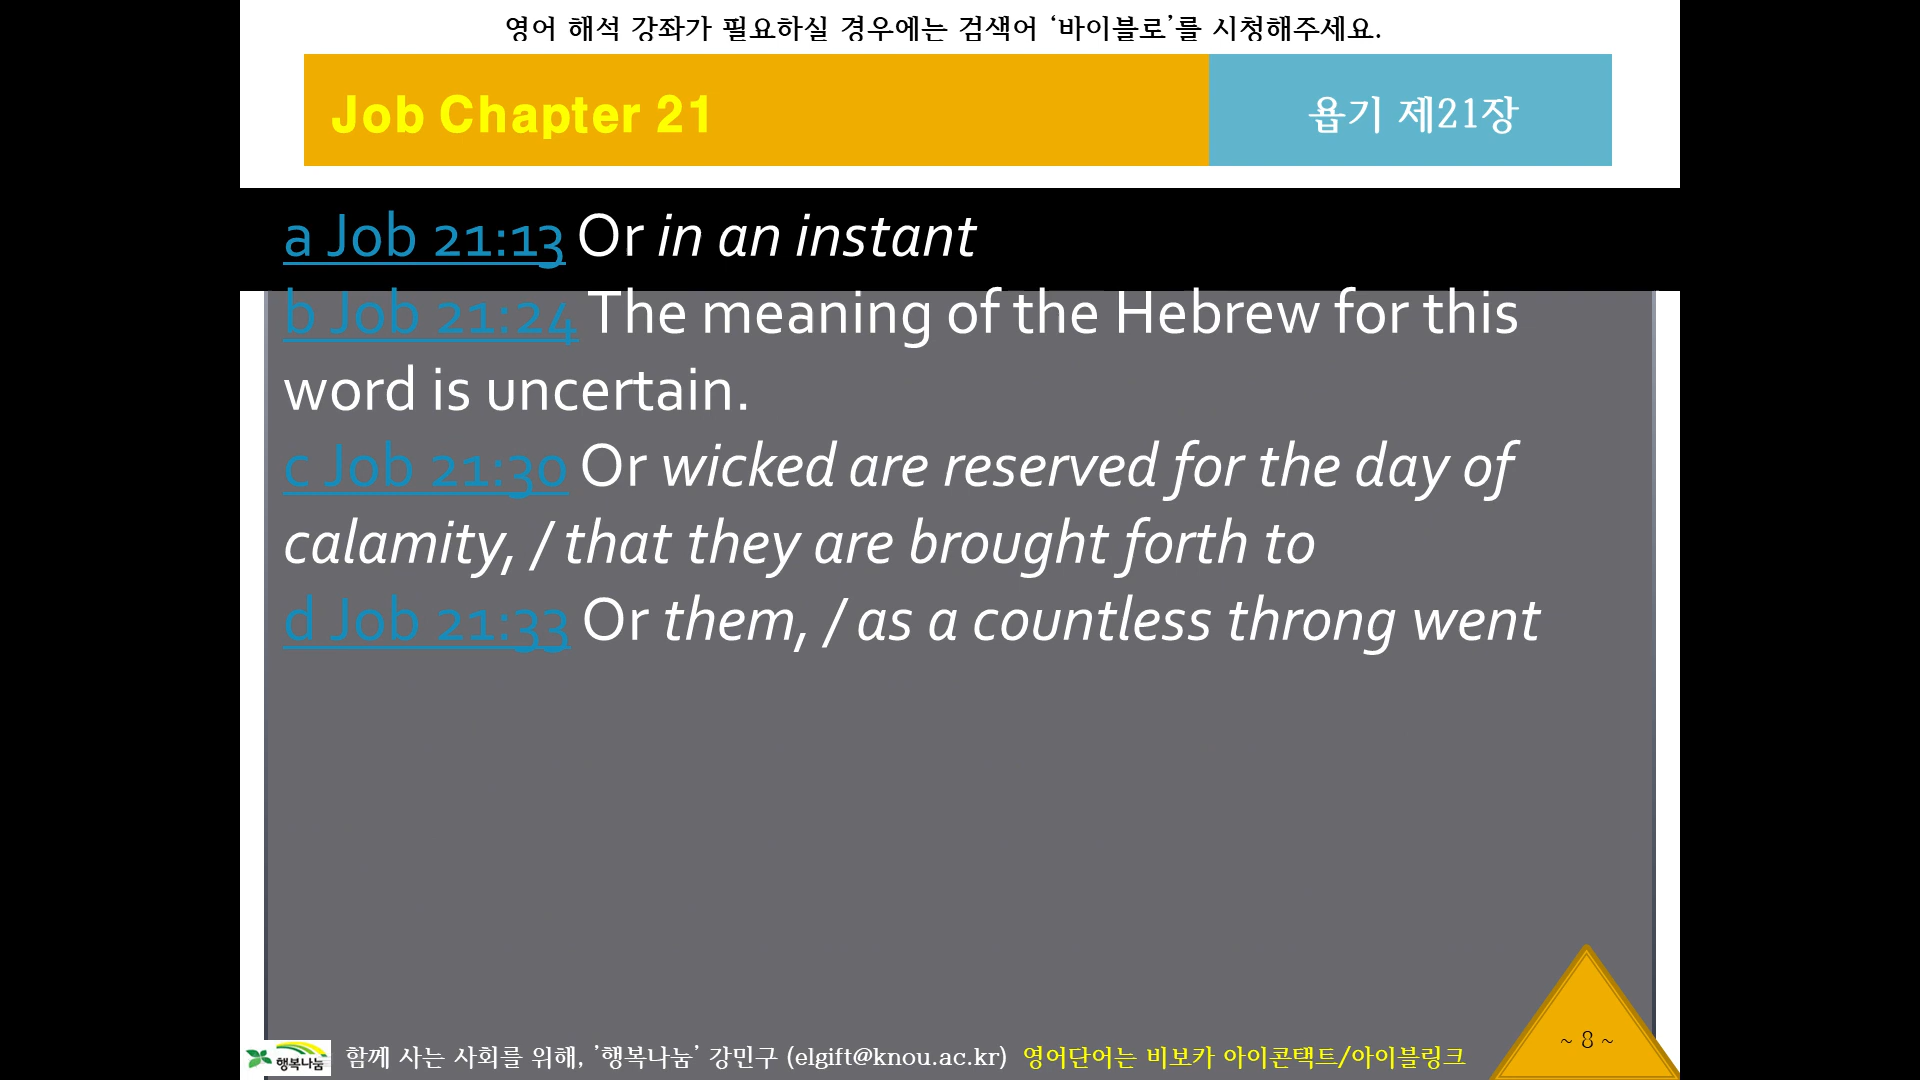 영어 해석 강좌가 필요하실 경우에는 검색어 ‘바이블로’를 시청해주세요.
Job Chapter 21
욥기 제21장
a Job 21:13 Or in an instant
b Job 21:24 The meaning of the Hebrew for this
word is uncertain.
c Job 21:30 Or wicked are reserved for the day of
calamity, / that they are brought forth to
d Job 21:33 Or them, / as a countless throng went
~ 8 ~
행복나눔
함께 사는 사회를 위해, ’행복나눔’ 강민구 (elgift@knou.ac.kr) 영어단어는 비보카 아이콘택트/아이블링크